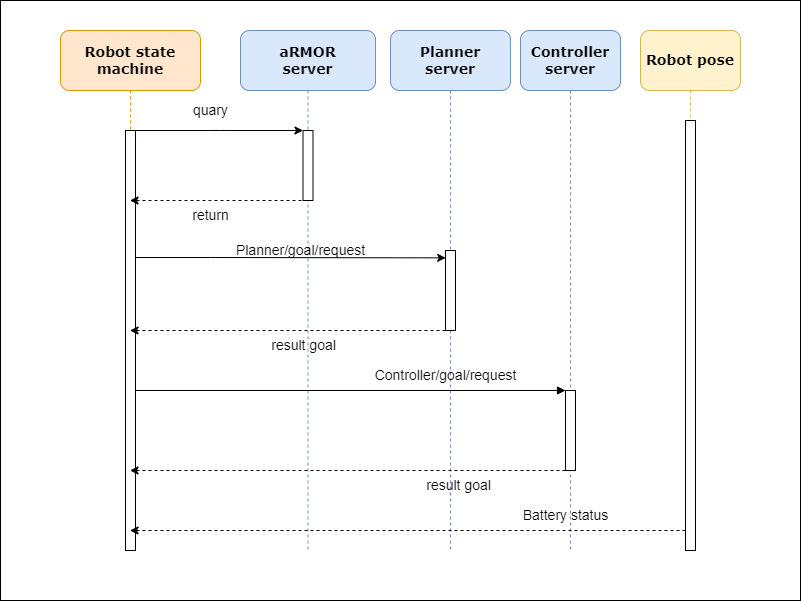 Robot state
machine
aRMOR
server
Planner
server
Controller
server
Robot pose
quary
return
Planner/goal/request
result goal
Controller/goal/request
result goal
Battery status